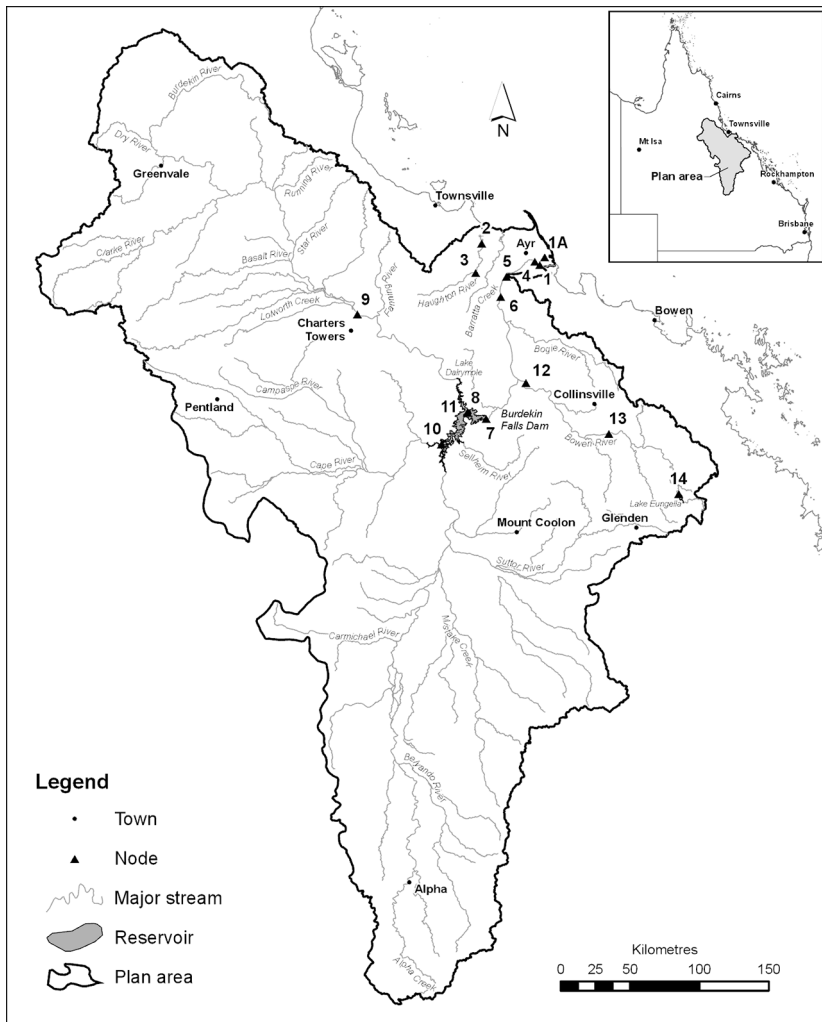 Cairns
Townsville
Mt Isa
Plan area
Rockhampton
Brisbane
N
Burdekin River
Dry River
Greenvale
Running River
Star River
Clarke River
Basalt River
Lolworth Creek
Fanning River
Townsville
2
Ayr
1A
3
5
4
1
Haughton River
Barratta Creek
6
9
Charters
Towers
Bowen
Bogie River
Lake
Dalrymple
12
Collinsville
Campaspe River
Pentland
8
11
Burdekin
Falls Dam
7
13
Bowen River
10
Sellheim River
Cape River
14
Lake Eungella
Mount Coolon
Glenden
Suttor River
Carmichael River
Mistake Creek
Belyando River
Alpha
Alpha Creek
Legend
Town
Node
Major stream
Reservoir
Plan area
Kilometres
0 25 50 100 150